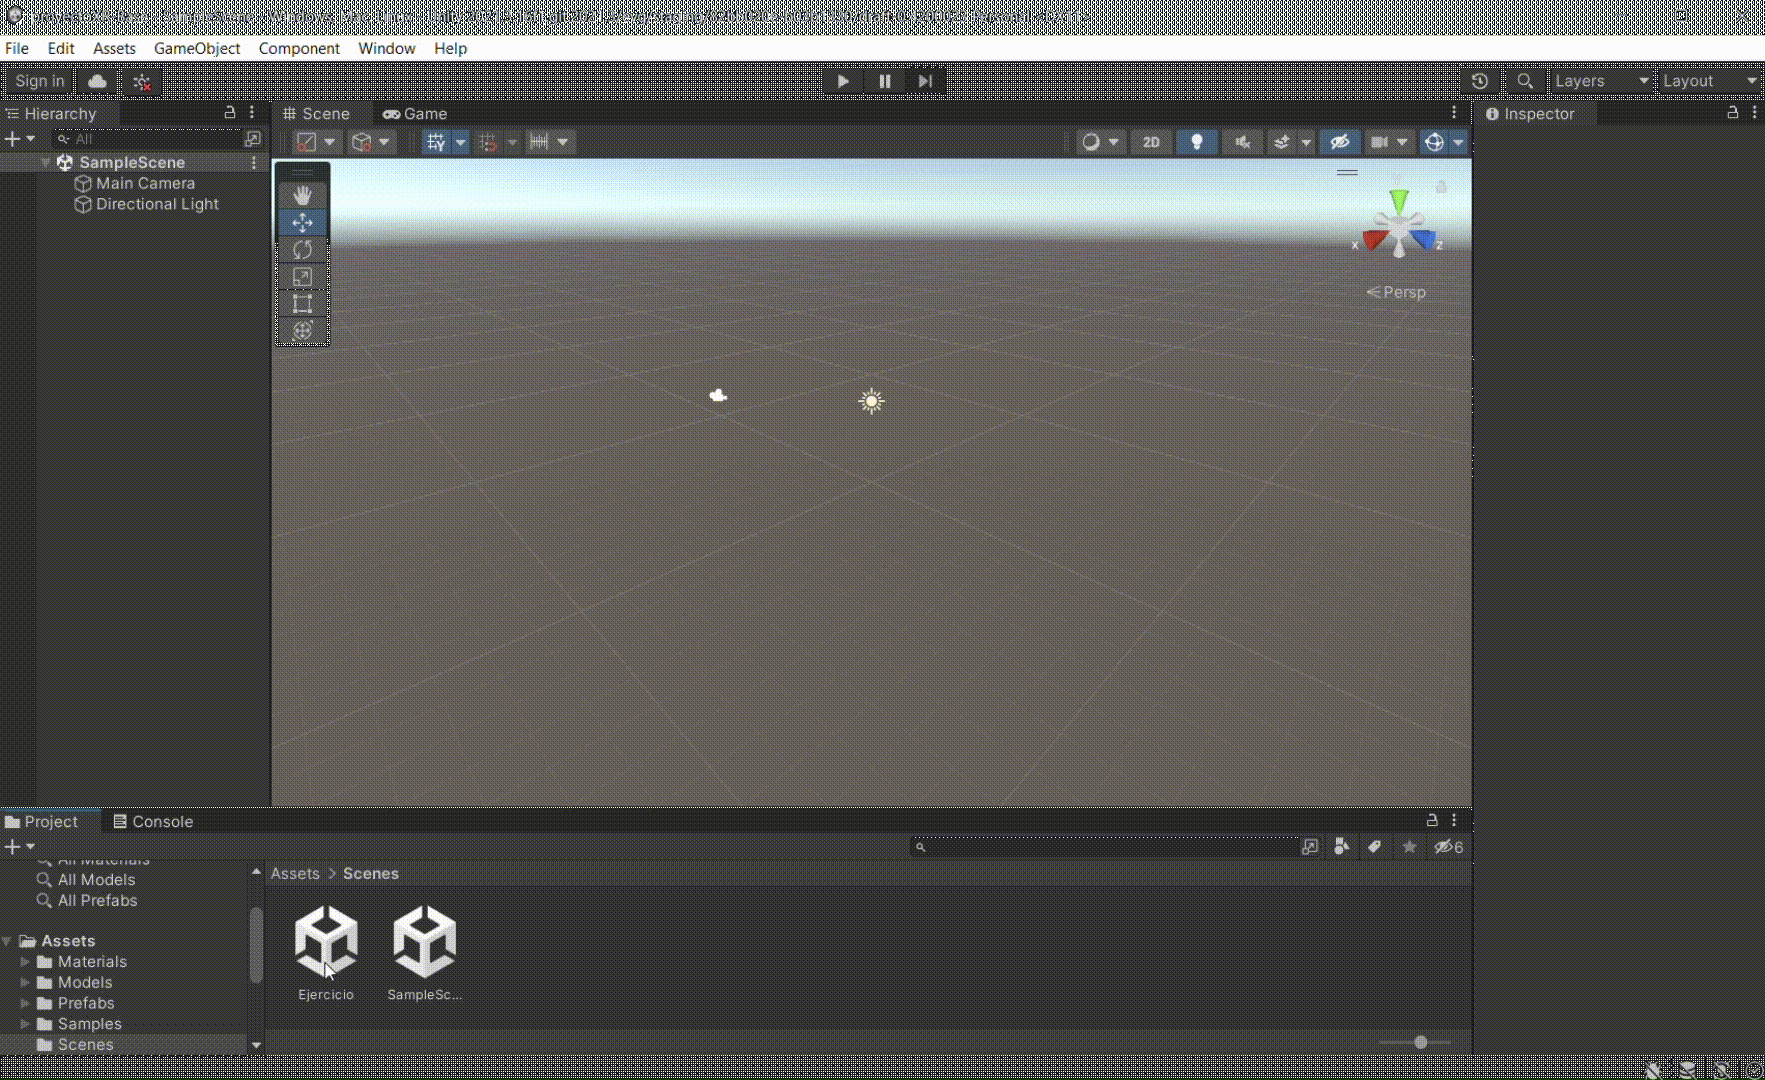 File Edit Assets GameObject Component Window Help
Sign in
Layers Layout
Hierarchy
All
SampleScene
Main Camera
Directional Light
Scene Game
2D
x z
Persp
Inspector
Project Console
6
All Materials
All Models
All Prefabs
Assets
Materials
Models
Prefabs
Samples
Scenes
Assets > Scenes
Ejercicio SampleSc...